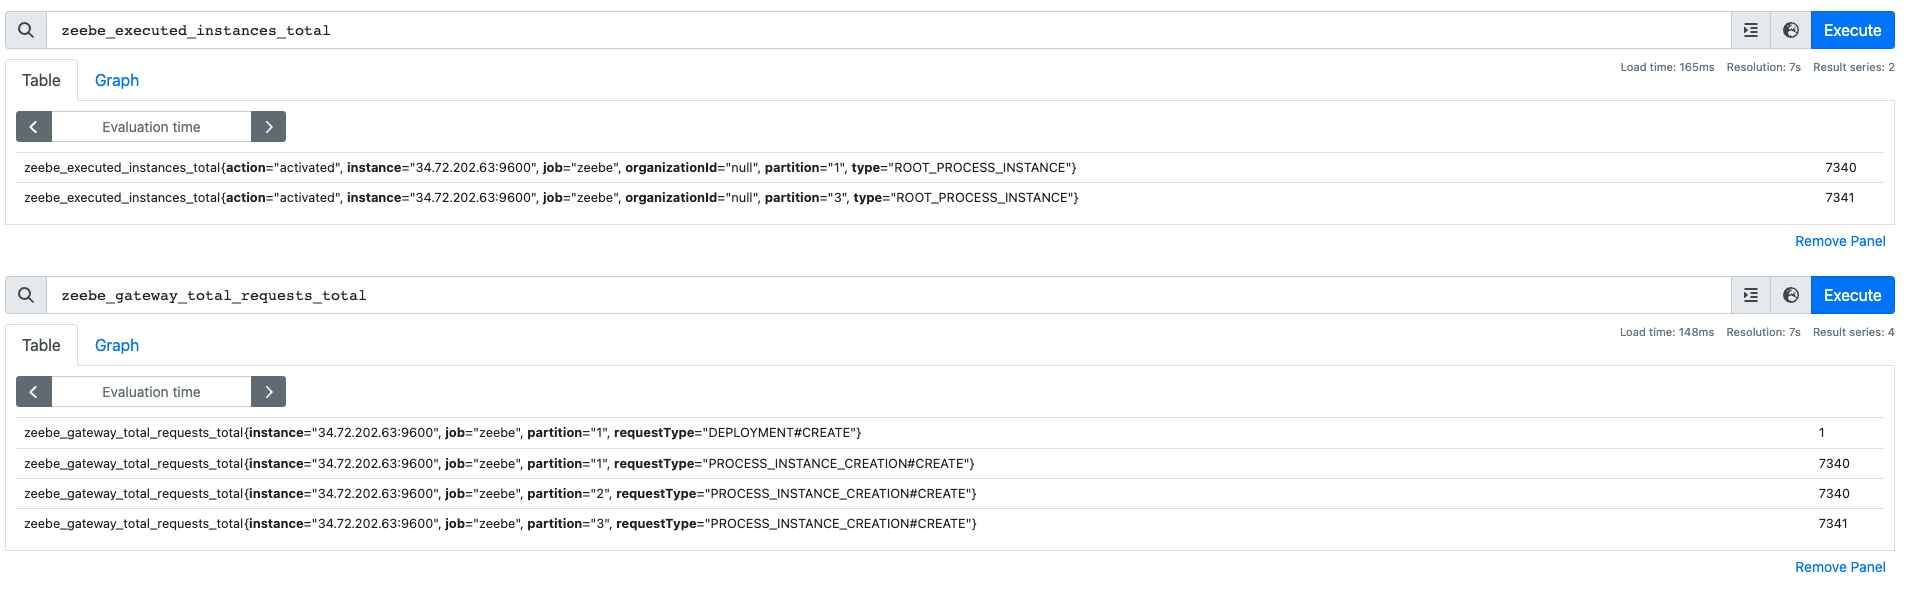 zeebe_executed_instances_total
Execute
Table Graph
Load time: 165ms Resolution: 7s Result series: 2
Evaluation time
zeebe_executed_instances_total{action="activated", instance="34.72.202.63:9600", job="zeebe", organizationId="null", partition="1", type="ROOT_PROCESS_INSTANCE"} 7340
zeebe_executed_instances_total{action="activated", instance="34.72.202.63:9600", job="zeebe", organizationId="null", partition="3", type="ROOT_PROCESS_INSTANCE"} 7341
Remove Panel
zeebe_gateway_total_requests_total
Execute
Table Graph
Load time: 148ms Resolution: 7s Result series: 4
Evaluation time
zeebe_gateway_total_requests_total{instance="34.72.202.63:9600", job="zeebe", partition="1", requestType="DEPLOYMENT#CREATE"} 1
zeebe_gateway_total_requests_total{instance="34.72.202.63:9600", job="zeebe", partition="1", requestType="PROCESS_INSTANCE_CREATION#CREATE"} 7340
zeebe_gateway_total_requests_total{instance="34.72.202.63:9600", job="zeebe", partition="2", requestType="PROCESS_INSTANCE_CREATION#CREATE"} 7340
zeebe_gateway_total_requests_total{instance="34.72.202.63:9600", job="zeebe", partition="3", requestType="PROCESS_INSTANCE_CREATION#CREATE"} 7341
Remove Panel